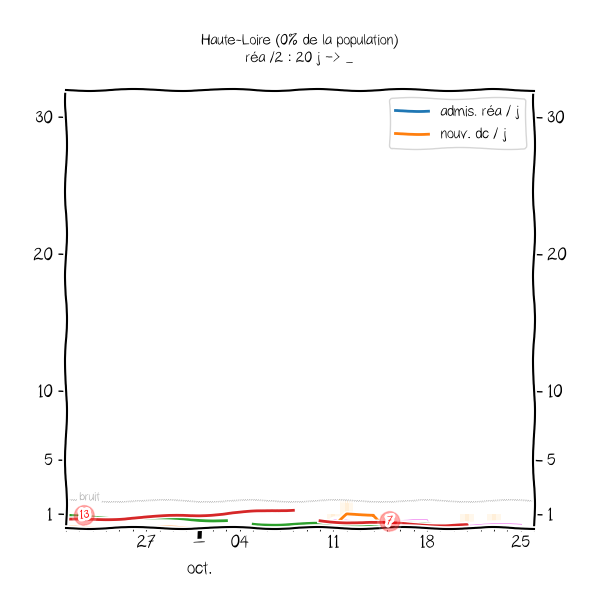 Haute-Loire (0% de la population)
réa /2 : 20 j -> _
admis. réa / j
nouv. dc / j
30
30
20
20
10
10
5
5
bruit
1
13
7
1
27
04
11
18
25
oct.